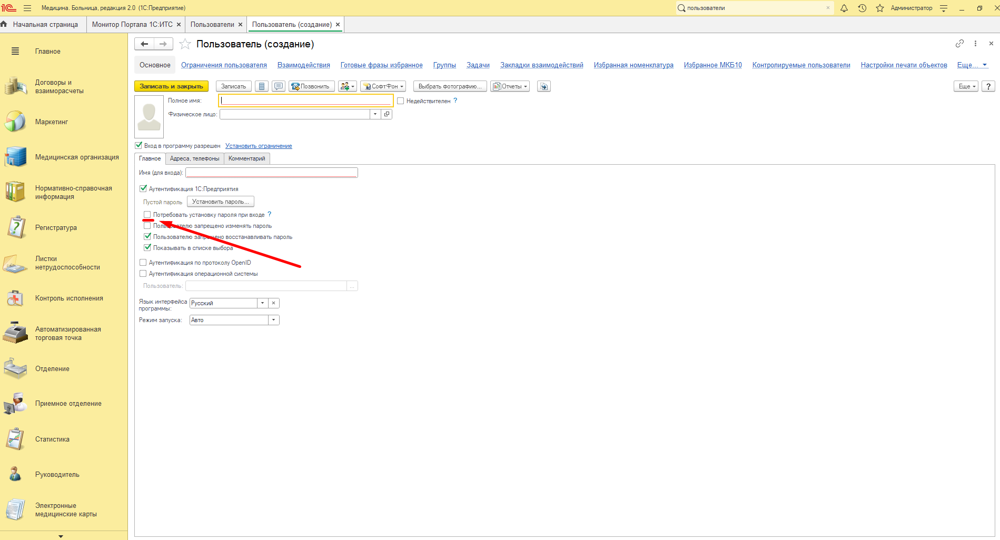 Медицина. Больница, редакция 2.0 (1С:Предприятие)
пользователи
Администратор
Начальная страница
Монитор Портала 1С:ИТС
Пользователи
Пользователь (создание)
Главное
Договоры и
взаиморасчеты
Маркетинг
Медицинская организация
Нормативно-справочная
информация
Регистратура
Листки
нетрудоспособности
Контроль исполнения
Автоматизированная
торговая точка
Отделение
Приемное отделение
Статистика
Руководитель
Электронные
медицинские карты
Пользователь (создание)
Основное Ограничения пользователя Взаимодействия Готовые фразы избранное Группы Задачи Закладки взаимодействий Избранная номенклатура Избранное МКБ10 Контролируемые пользователи Настройки печати объектов Еще...
Записать и закрыть Записать Позвонить СофтФон Выбрать фотографию... Отчеты Еще ?
Полное имя: Недействителен ?
Физическое лицо:
Вход в программу разрешен Установить ограничение
Главное Адреса, телефоны Комментарий
Имя (для входа):
Аутентификация 1С:Предприятия
Пустой пароль Установить пароль...
Потребовать установку пароля при входе ?
Пользователю запрещено изменять пароль
Пользователю запрещено восстанавливать пароль
Показывать в списке выбора
Аутентификация по протоколу OpenID
Аутентификация операционной системы
Пользователь: ...
Язык интерфейса
программы: Русский
Режим запуска: Авто